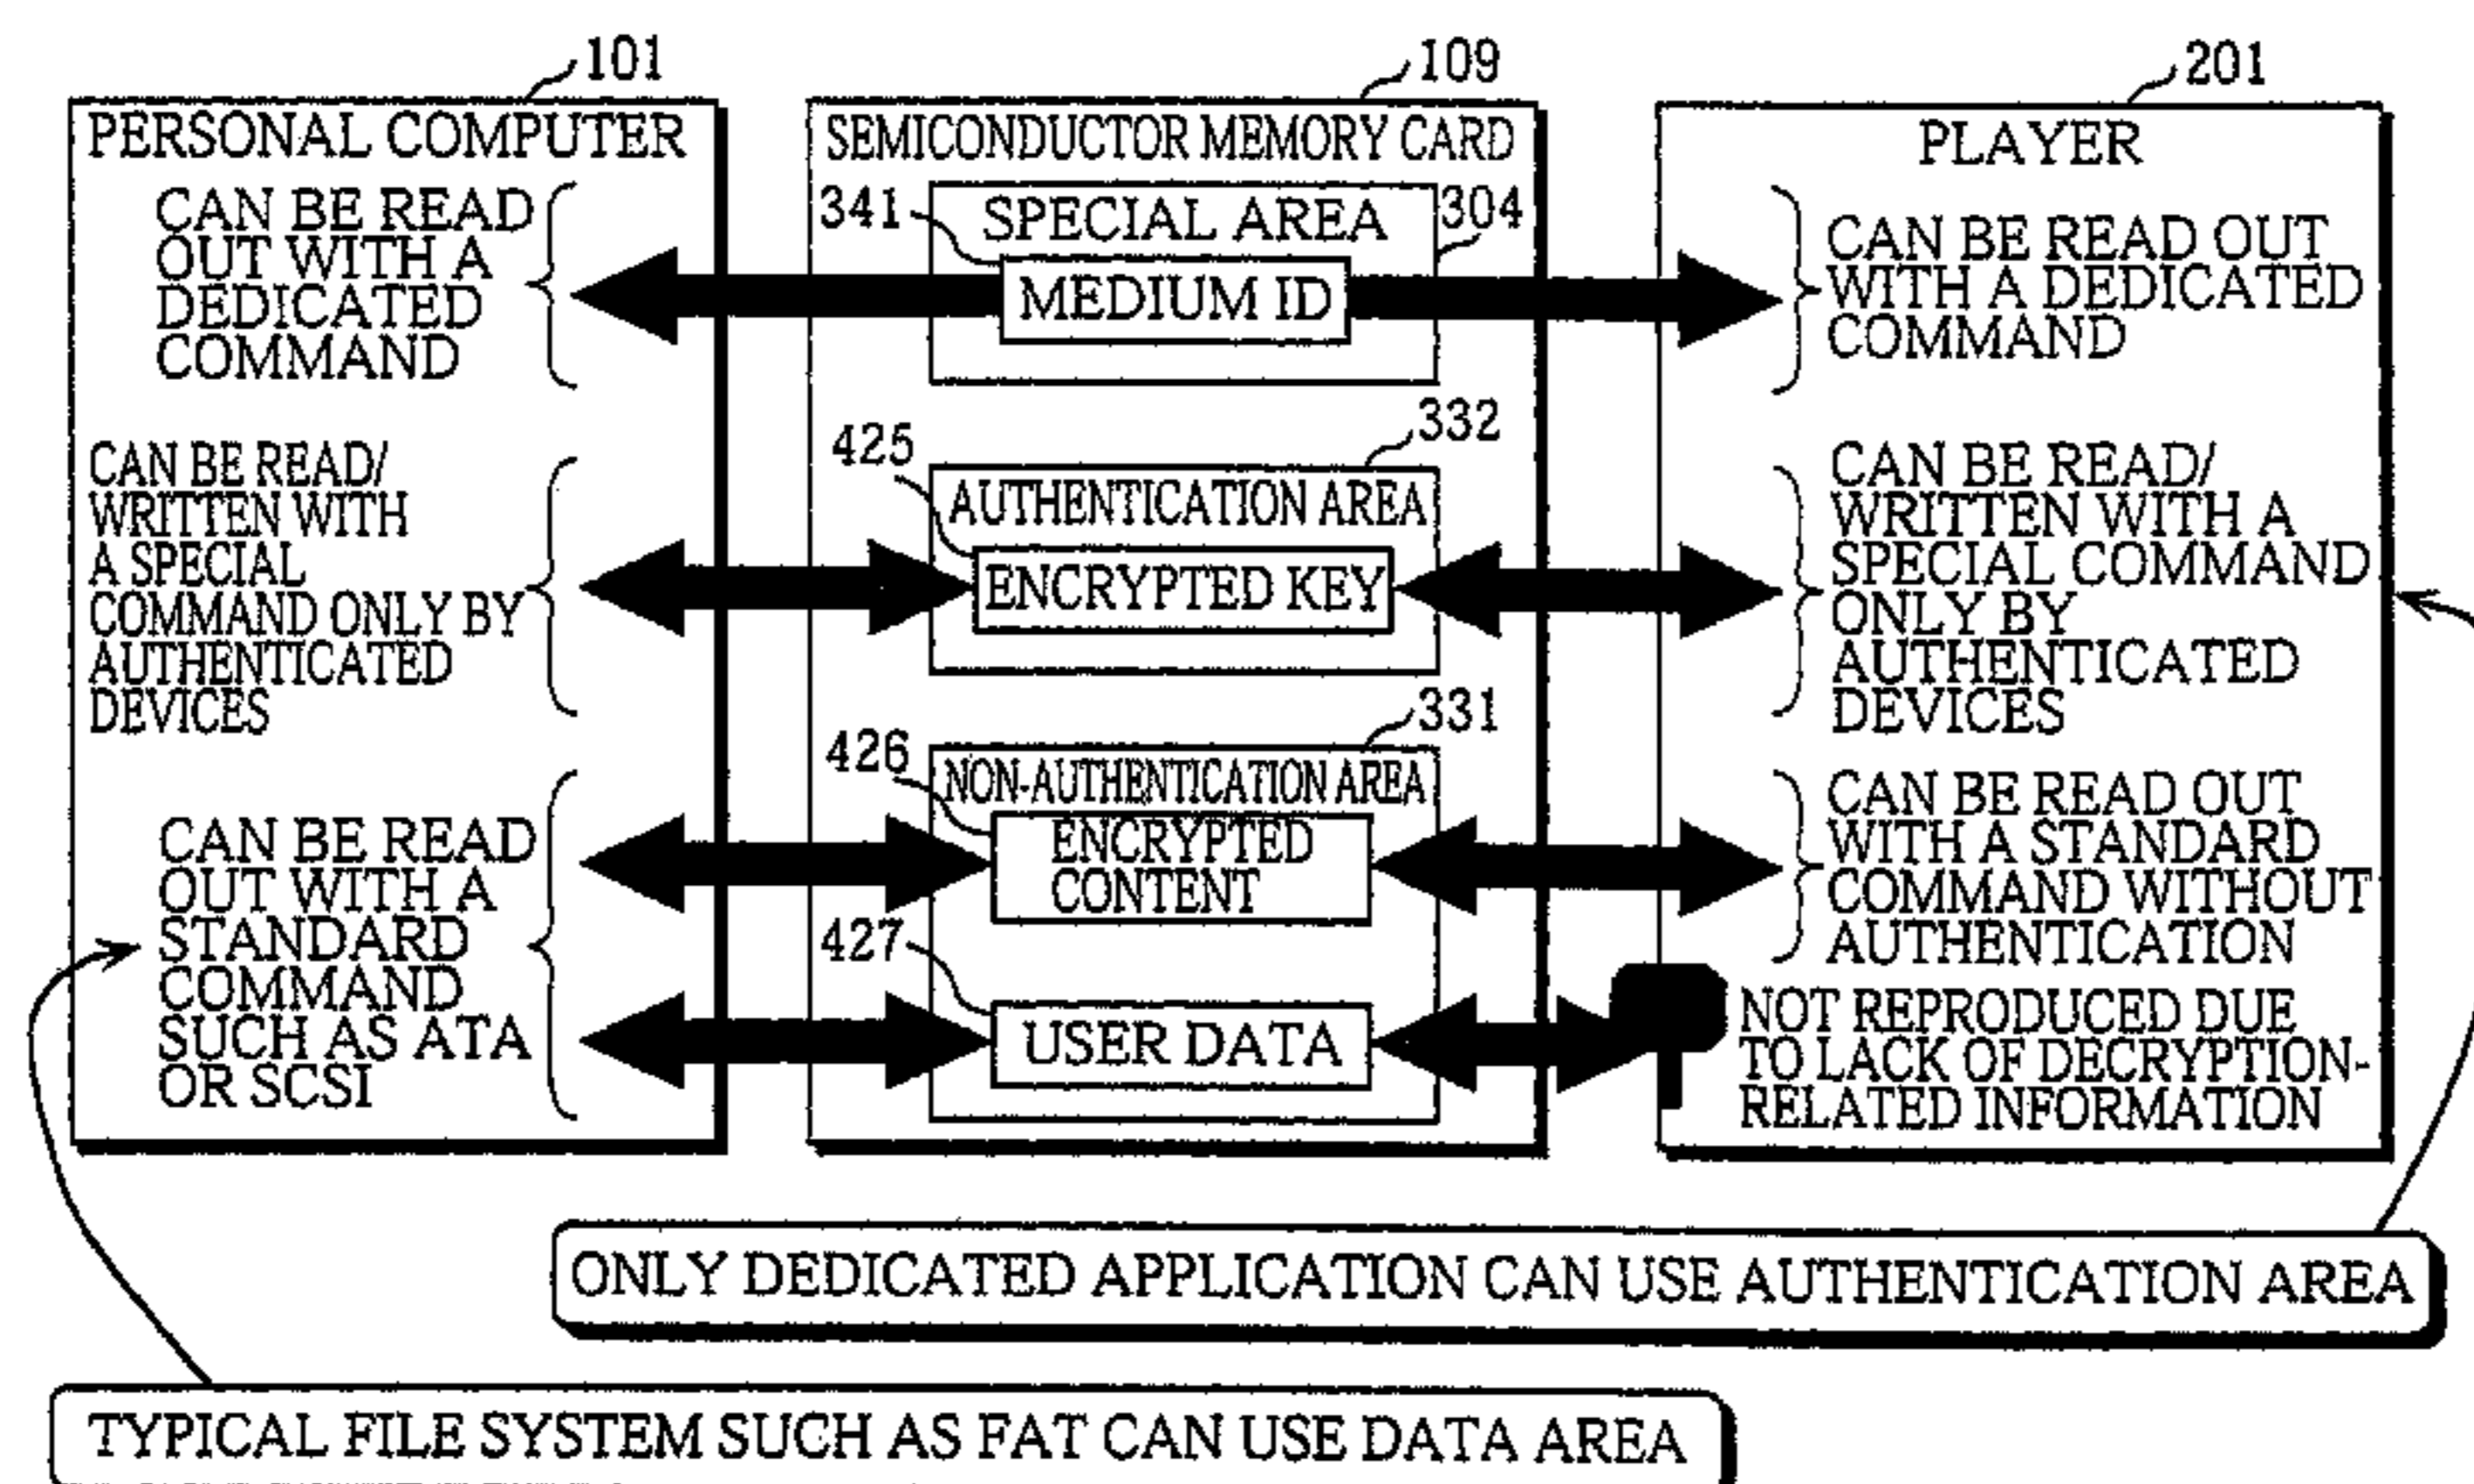 101
109
201
PERSONAL COMPUTER
CAN BE READ
OUT WITH A
DEDICATED
COMMAND
CAN BE READ/
WRITTEN WITH
A SPECIAL
COMMAND ONLY BY
AUTHENTICATED
DEVICES
CAN BE READ
OUT WITH A
STANDARD
COMMAND
SUCH AS ATA
OR SCSI
SEMICONDUCTOR MEMORY CARD
341
SPECIAL AREA
304
MEDIUM ID
332
425
AUTHENTICATION AREA
ENCRYPTED KEY
331
426
NON-AUTHENTICATION AREA
ENCRYPTED
CONTENT
427
USER DATA
PLAYER
CAN BE READ OUT
WITH A DEDICATED
COMMAND
CAN BE READ/
WRITTEN WITH A
SPECIAL COMMAND
ONLY BY
AUTHENTICATED
DEVICES
CAN BE READ OUT
WITH A STANDARD
COMMAND WITHOUT
AUTHENTICATION
NOT REPRODUCED DUE
TO LACK OF DECRYPTION-
RELATED INFORMATION
ONLY DEDICATED APPLICATION CAN USE AUTHENTICATION AREA
TYPICAL FILE SYSTEM SUCH AS FAT CAN USE DATA AREA